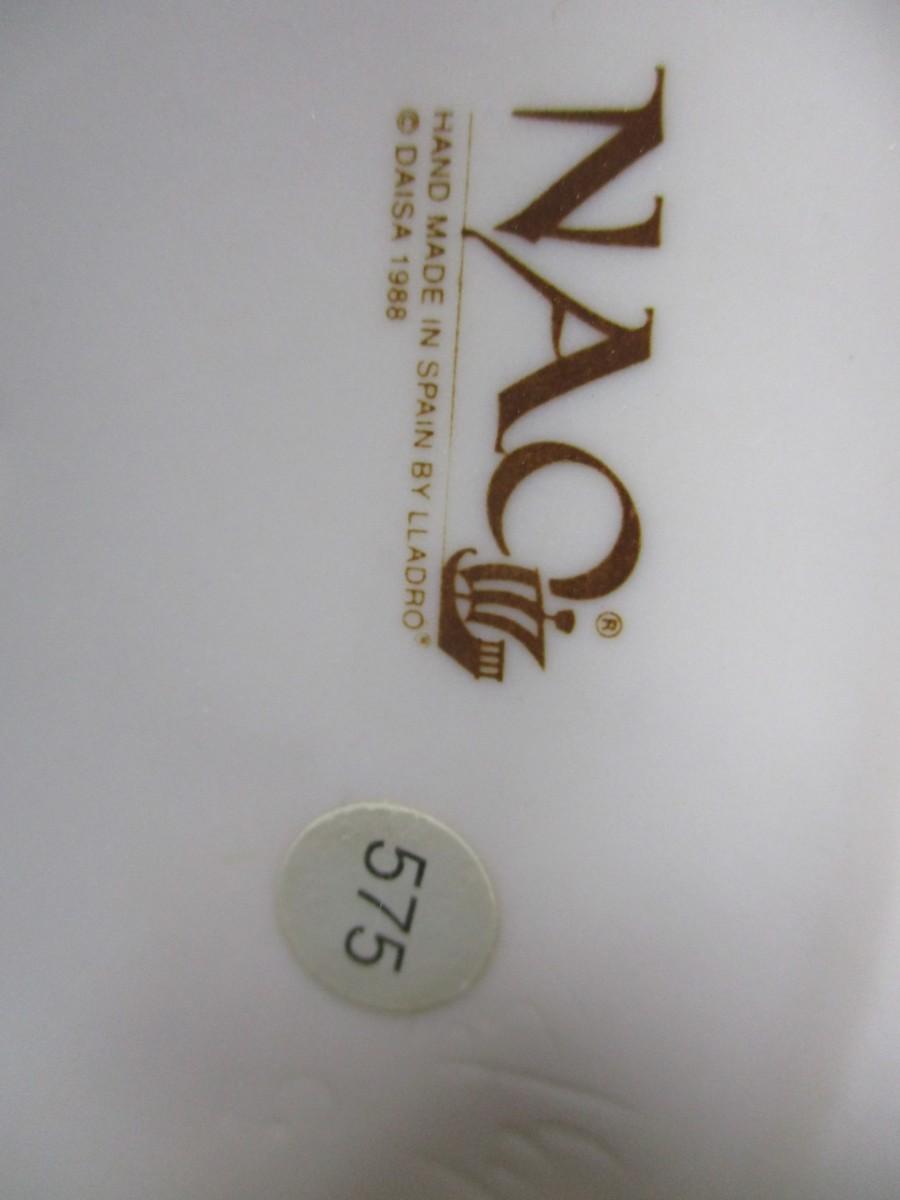 NAO®
HAND MADE IN SPAIN BY LLADRO®
© DAISA 1988
575